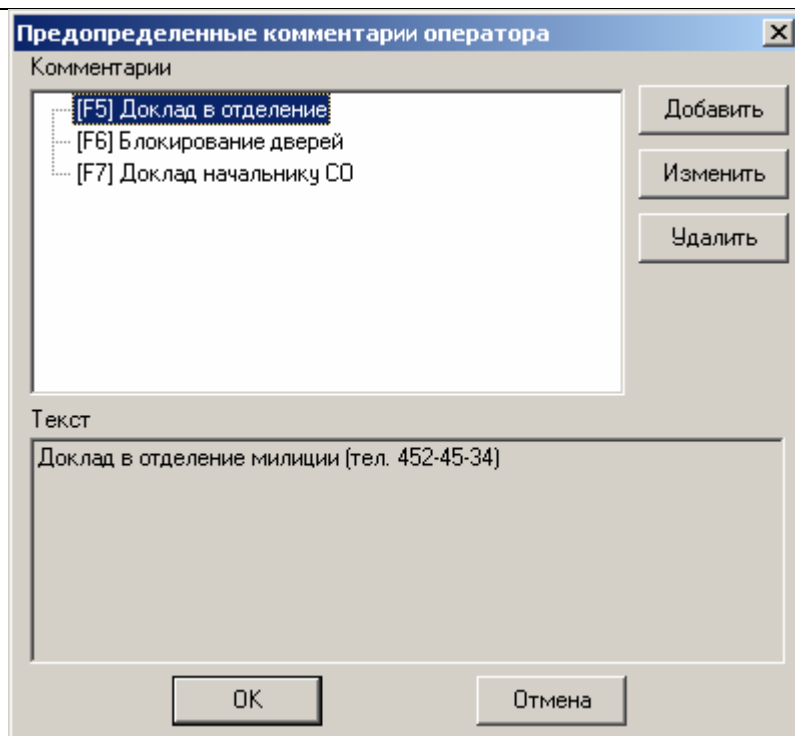 Предопределенные комментарии оператора
Комментарии
[F5] Доклад в отделение
[F6] Блокирование дверей
[F7] Доклад начальнику СО
Добавить
Изменить
Удалить
Текст
Доклад в отделение милиции (тел. 452-45-34)
OK
Отмена